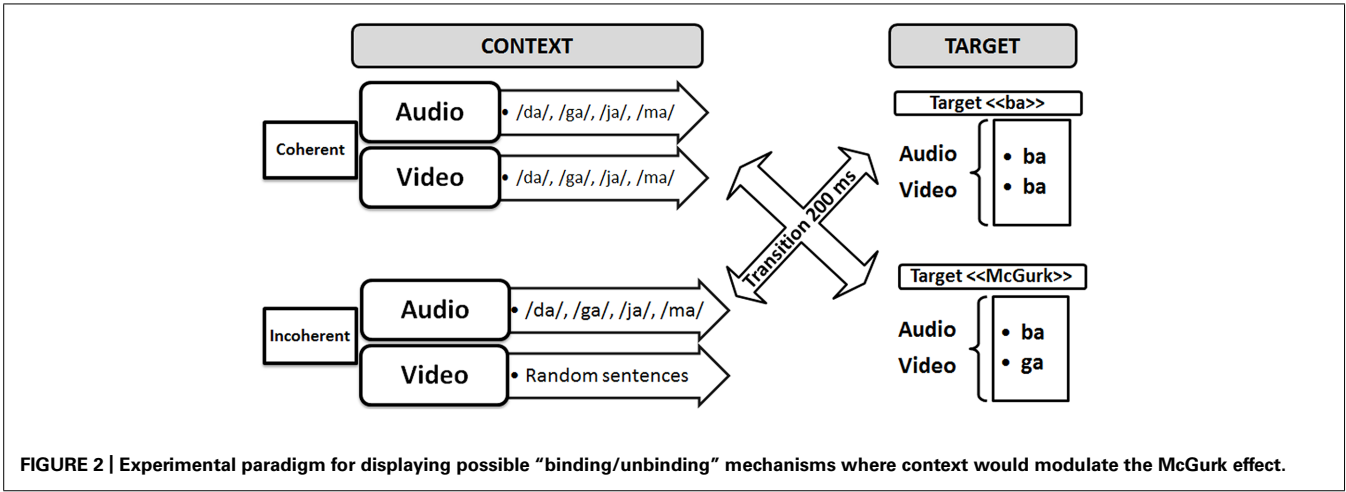 CONTEXT
TARGET
Coherent
Audio
• /da/, /ga/, /ja/, /ma/
Video
• /da/, /ga/, /ja/, /ma/
Incoherent
Audio
• /da/, /ga/, /ja/, /ma/
Video
• Random sentences
Transition 200 ms
Target <<ba>>
Audio
• ba
Video
• ba
Target <<McGurk>>
Audio
• ba
Video
• ga
FIGURE 2 | Experimental paradigm for displaying possible “binding/unbinding” mechanisms where context would modulate the McGurk effect.